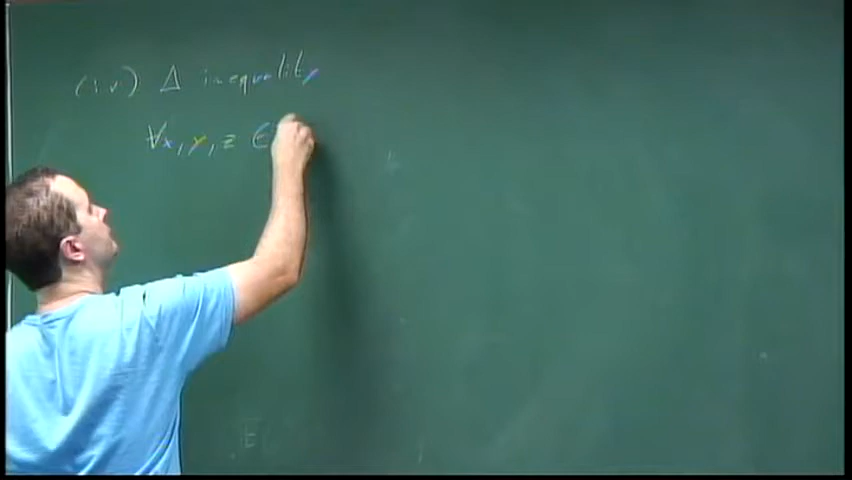 (iv) Δ inequality
∀x, y, z ∈